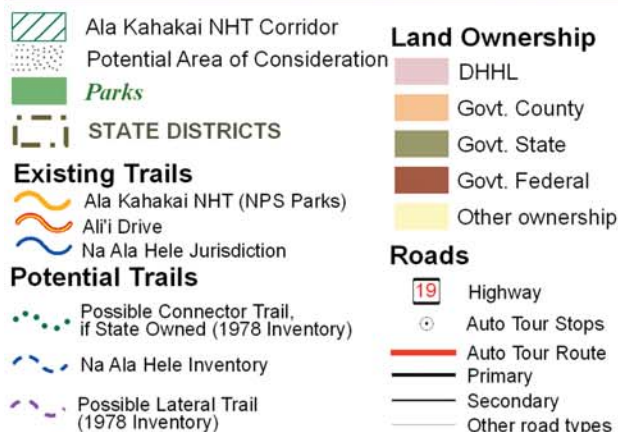 Ala Kahakai NHT Corridor
Potential Area of Consideration
Parks
STATE DISTRICTS
Existing Trails
Ala Kahakai NHT (NPS Parks)
Ali'i Drive
Na Ala Hele Jurisdiction
Potential Trails
Possible Connector Trail,
if State Owned (1978 Inventory)
Na Ala Hele Inventory
Possible Lateral Trail
(1978 Inventory)
Land Ownership
DHHL
Govt. County
Govt. State
Govt. Federal
Other ownership
Roads
19 Highway
Auto Tour Stops
Auto Tour Route
Primary
Secondary
Other road types